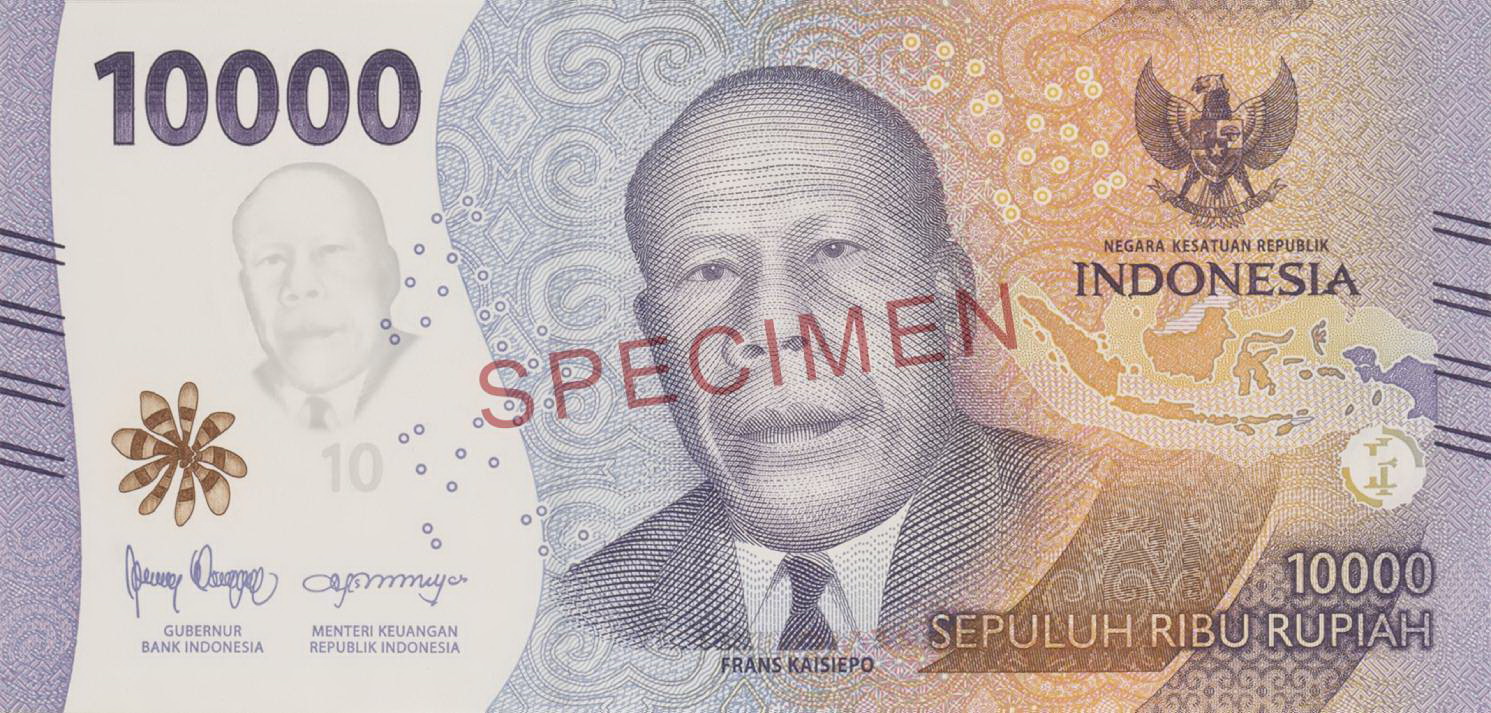 10000
NEGARA KESATUAN REPUBLIK
INDONESIA
SPECIMEN
10
GUBERNUR
BANK INDONESIA
MENTERI KEUANGAN
REPUBLIK INDONESIA
FRANS KAISIEPO
10000
SEPULUH RIBU RUPIAH